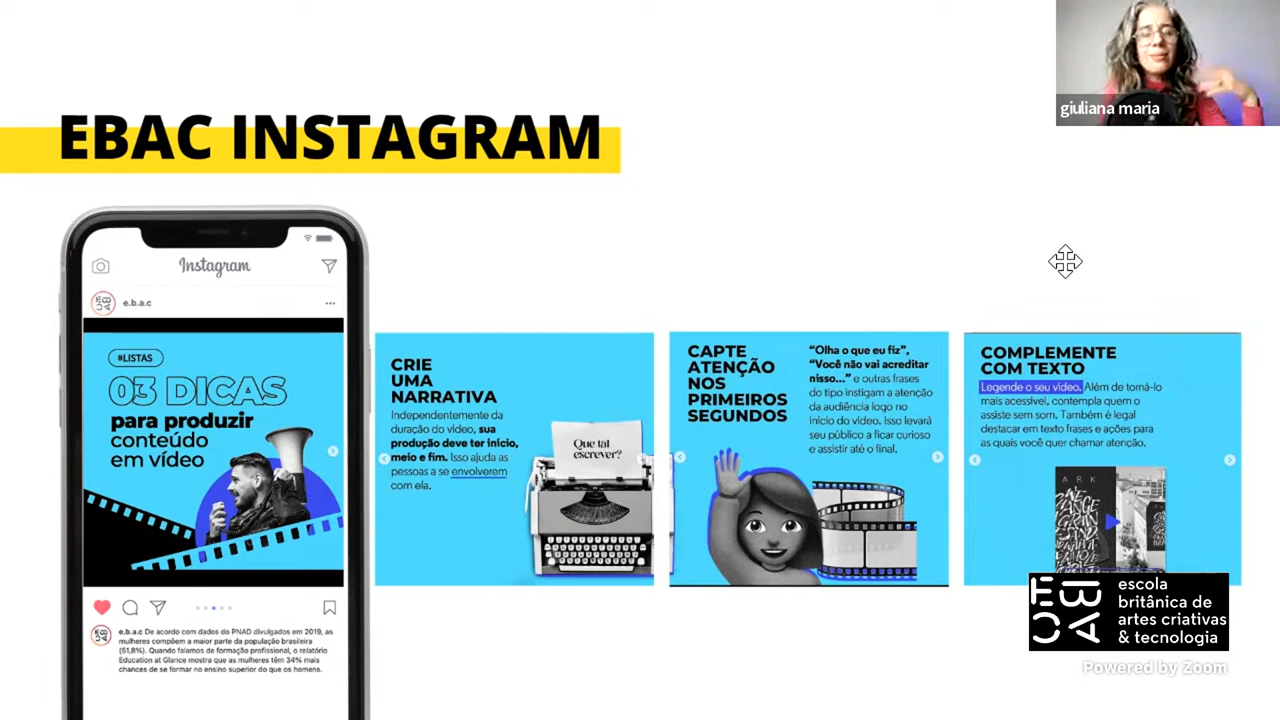 giuliana maria
EBAC INSTAGRAM
Instagram
e.b.a.c
#LISTAS
03 DICAS
para produzir
conteúdo
em vídeo
e.b.a.c De acordo com dados do PNAD divulgados em 2019, as
mulheres compõem a maior parte da população brasileira
(51,8%). Quando falamos de formação profissional, o relatório
Education at Glance mostra que as mulheres têm 34% mais
chances de se formar no ensino superior do que os homens.
CRIE
UMA
NARRATIVA
Independentemente da
duração do vídeo, sua
produção deve ter início,
meio e fim. Isso ajuda as
pessoas a se envolverem
com ela.
Que tal
escrever?
CAPTE
ATENÇÃO
NOS
PRIMEIROS
SEGUNDOS
“Olha o que eu fiz”,
“Você não vai acreditar
nisso...” e outras frases
do tipo instigam a atenção
da audiência logo no
início do vídeo. Isso levará
seu público a ficar curioso
e assistir até o final.
COMPLEMENTE
COM TEXTO
Legende o seu vídeo. Além de torná-lo
mais acessível, contempla quem o
assiste sem som. Também é legal
destacar em texto frases e ações para
as quais você quer chamar atenção.
ARK
EBAC
escola
britânica de
artes criativas
& tecnologia
Powered by Zoom